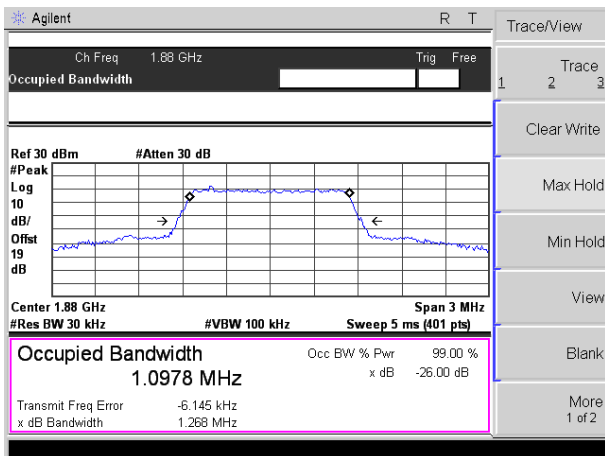 Agilent R T
Ch Freq 1.88 GHz Trig Free
Occupied Bandwidth
Ref 30 dBm #Atten 30 dB
#Peak
Log
10
dB/
Offst
19
dB
Center 1.88 GHz Span 3 MHz
#Res BW 30 kHz #VBW 100 kHz Sweep 5 ms (401 pts)
Occupied Bandwidth Occ BW % Pwr 99.00 %
1.0978 MHz x dB -26.00 dB
Transmit Freq Error -6.145 kHz
x dB Bandwidth 1.268 MHz
Trace/View
Trace
1 2 3
Clear Write
Max Hold
Min Hold
View
Blank
More
1 of 2